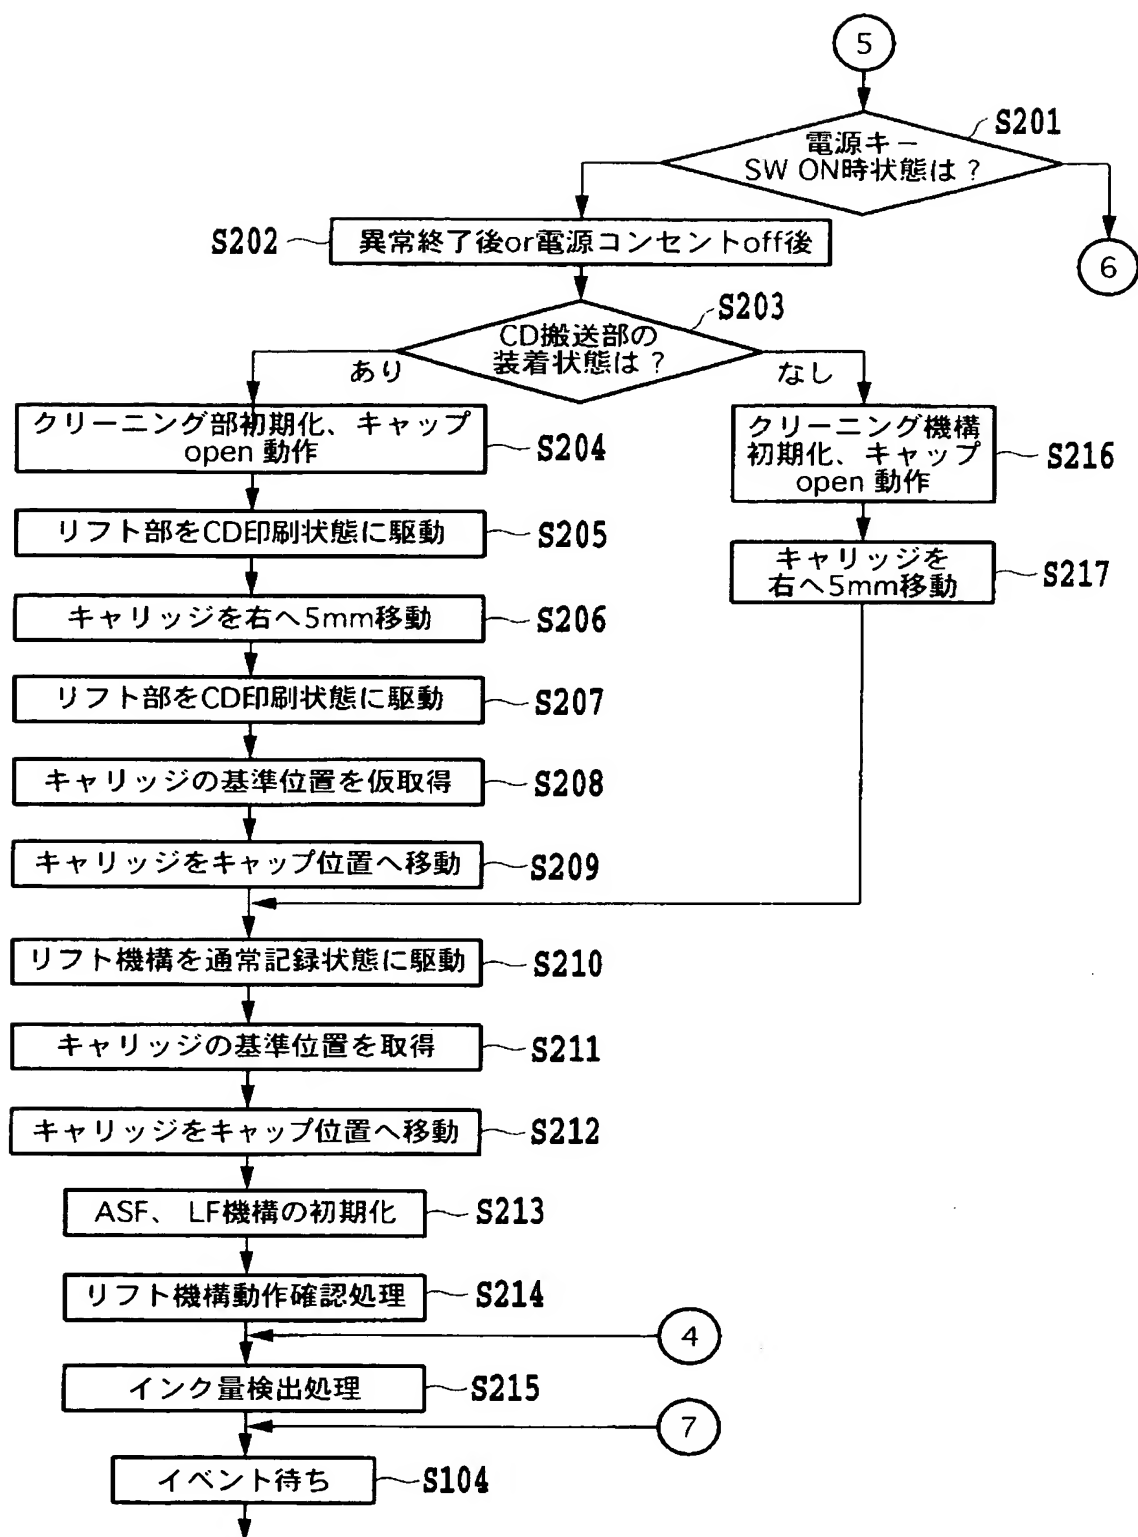 5
S201
電源キー
SW ON時状態は？
S202
異常終了後or電源コンセントoff後
6
S203
CD搬送部の
装着状態は？
あり
なし
クリーニング部初期化、キャップ
open 動作
S204
クリーニング機構
初期化、キャップ
open 動作
S216
リフト部をCD印刷状態に駆動
S205
キャリッジを
右へ5mm移動
S217
キャリッジを右へ5mm移動
S206
リフト部をCD印刷状態に駆動
S207
キャリッジの基準位置を仮取得
S208
キャリッジをキャップ位置へ移動
S209
リフト機構を通常記録状態に駆動
S210
キャリッジの基準位置を取得
S211
キャリッジをキャップ位置へ移動
S212
ASF、 LF機構の初期化
S213
リフト機構動作確認処理
S214
4
インク量検出処理
S215
7
イベント待ち
S104